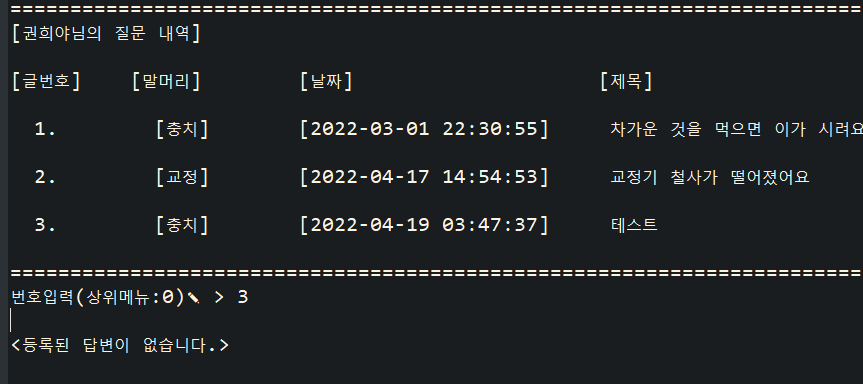 ================================================================================
[권희야님의 질문 내역]
[글번호] [말머리] [날짜] [제목]
1. [충치] [2022-03-01 22:30:55] 차가운 것을 먹으면 이가 시려요
2. [교정] [2022-04-17 14:54:53] 교정기 철사가 떨어졌어요
3. [충치] [2022-04-19 03:47:37] 테스트
================================================================================
번호입력(상위메뉴:0)✎ > 3
<등록된 답변이 없습니다.>